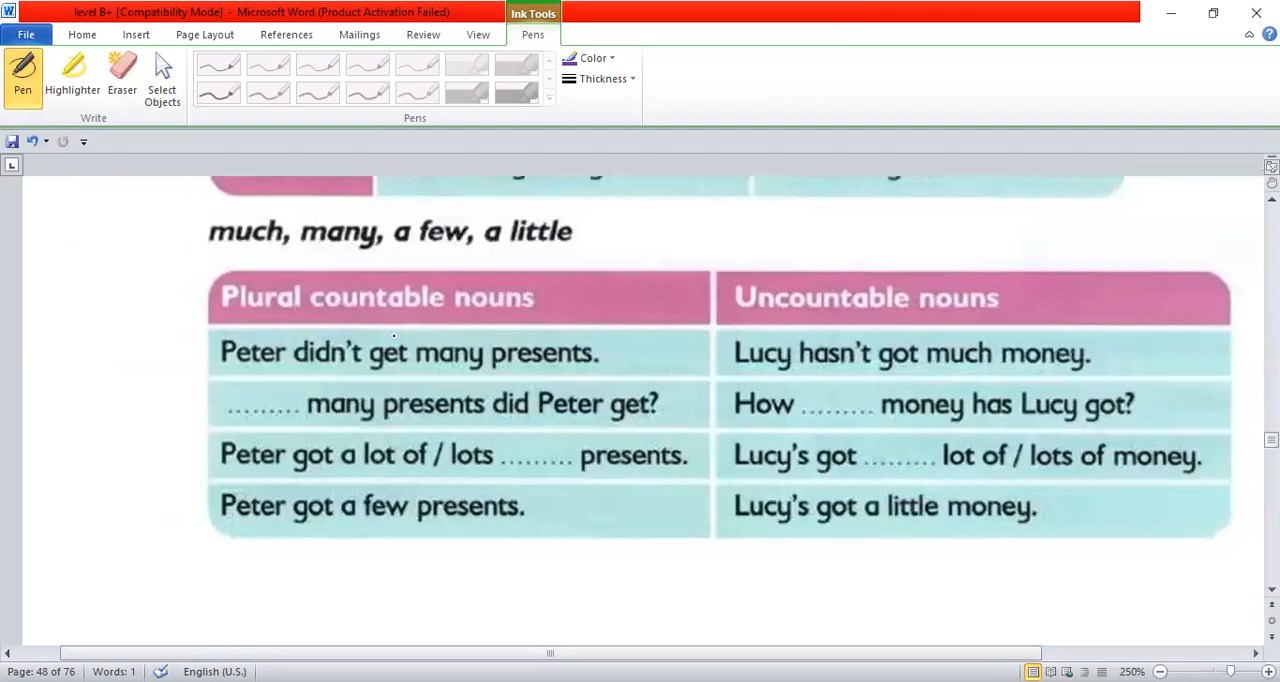 level B+ [Compatibility Mode] - Microsoft Word (Product Activation Failed)
Ink Tools
File Home Insert Page Layout References Mailings Review View Pens
Pen Highlighter Eraser Select Objects
Color
Thickness
Write Pens
much, many, a few, a little
Plural countable nouns Uncountable nouns
Peter didn't get many presents. Lucy hasn't got much money.
......... many presents did Peter get? How ......... money has Lucy got?
Peter got a lot of / lots ......... presents. Lucy's got ......... lot of / lots of money.
Peter got a few presents. Lucy's got a little money.
Page: 48 of 76 Words: 1 English (U.S.) 250%